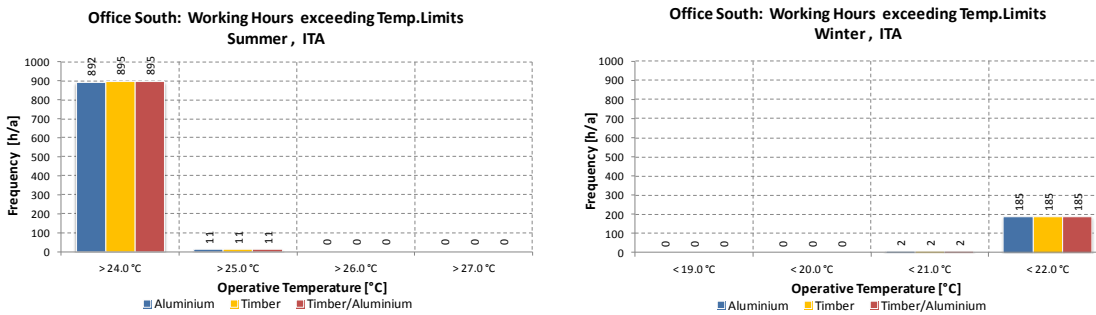 Office South: Working Hours exceeding Temp.Limits
Summer , ITA
Frequency [h/a]
1000
900
800
700
600
500
400
300
200
100
0
892 895 895
11 11 11
0 0 0
0 0 0
> 24.0 °C > 25.0 °C > 26.0 °C > 27.0 °C
Operative Temperature [°C]
Aluminium Timber Timber/Aluminium
Office South: Working Hours exceeding Temp.Limits
Winter , ITA
Frequency [h/a]
1000
900
800
700
600
500
400
300
200
100
0
0 0 0
0 0 0
2 2 2
185 185 185
< 19.0 °C < 20.0 °C < 21.0 °C < 22.0 °C
Operative Temperature [°C]
Aluminium Timber Timber/Aluminium